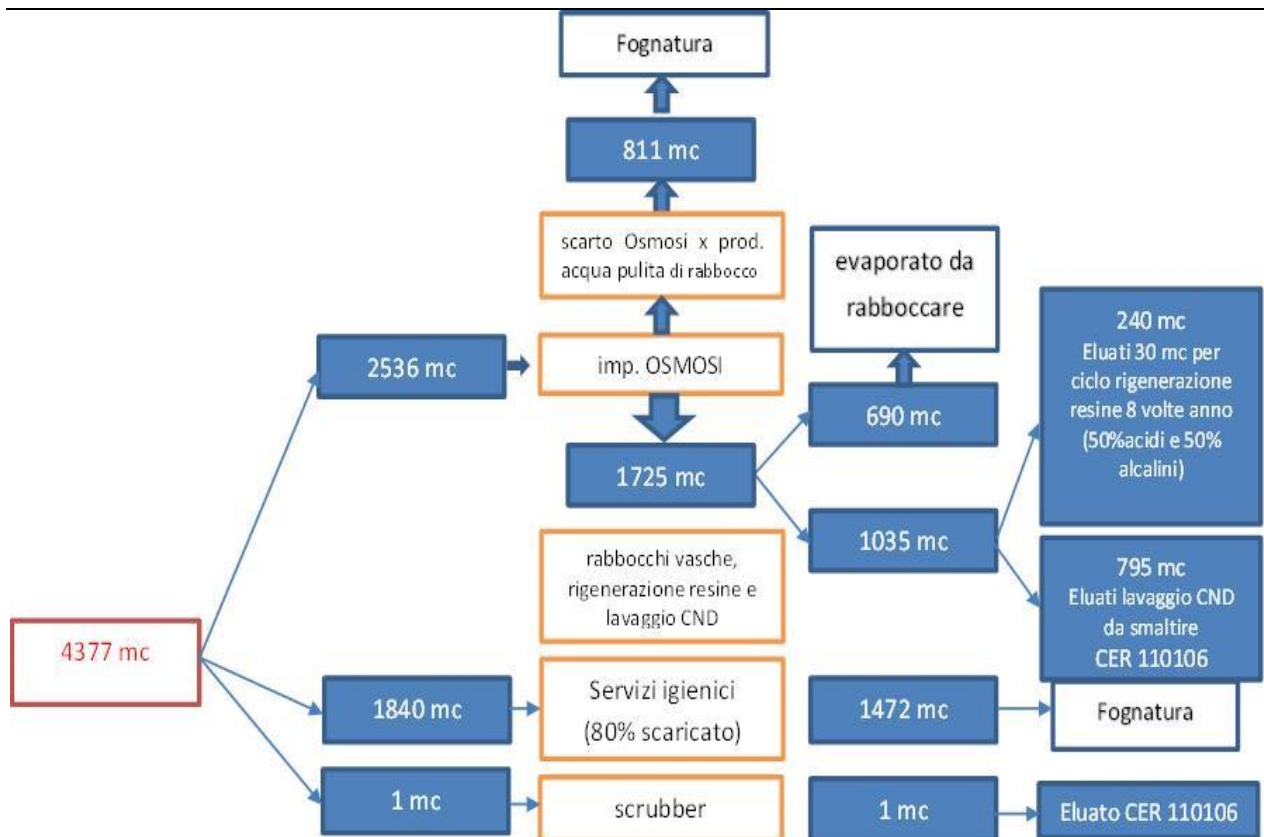 Fognatura
811 mc
scarto Osmosi x prod.
acqua pulita di rabbocco
evaporato da
rabboccare
240 mc
Eluati 30 mc per
ciclo rigenerazione
resine 8 volte anno
(50%acidi e 50%
alcalini)
2536 mc
imp. OSMOSI
690 mc
1725 mc
1035 mc
rabbocchi vasche,
rigenerazione resine e
lavaggio CND
795 mc
Eluati lavaggio CND
da smaltire
CER 110106
4377 mc
1840 mc
Servizi igienici
(80% scaricato)
1472 mc
Fognatura
1 mc
scrubber
1 mc
Eluato CER 110106